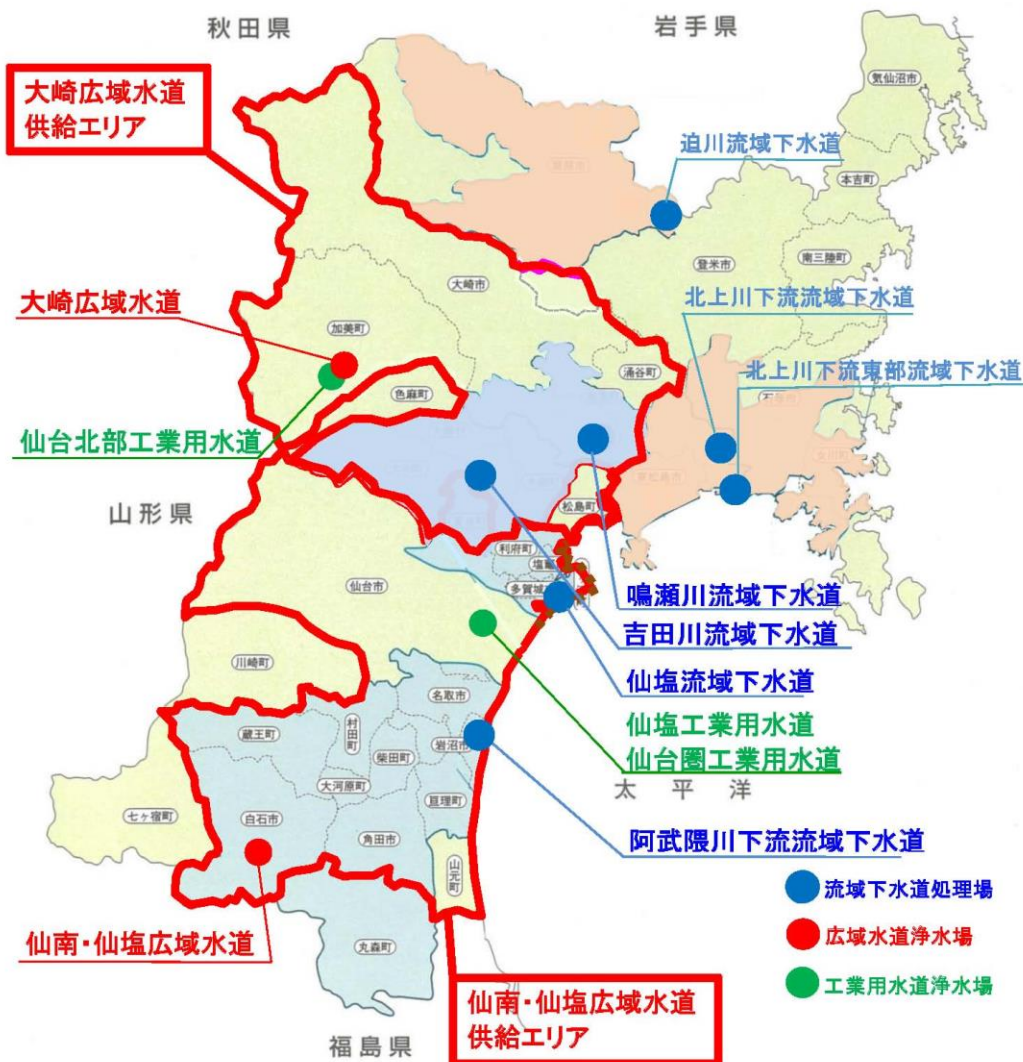 秋田県
岩手県
大崎広域水道
供給エリア
気仙沼市
迫川流域下水道
本吉町
登米市
南三陸町
大崎市
北上川下流流域下水道
大崎広域水道
加美町
涌谷町
北上川下流東部流域下水道
色麻町
仙台北部工業用水道
山形県
松島町
利府町
塩竈
多賀城
仙台市
鳴瀬川流域下水道
吉田川流域下水道
川崎町
仙塩流域下水道
名取市
蔵王町
村田町
柴田町
岩沼市
仙塩工業用水道
仙台圏工業用水道
大河原町
亘理町
太平洋
七ヶ宿町
白石市
角田市
阿武隈川下流流域下水道
山元町
流域下水道処理場
仙南・仙塩広域水道
丸森町
広域水道浄水場
工業用水道浄水場
仙南・仙塩広域水道
供給エリア
福島県